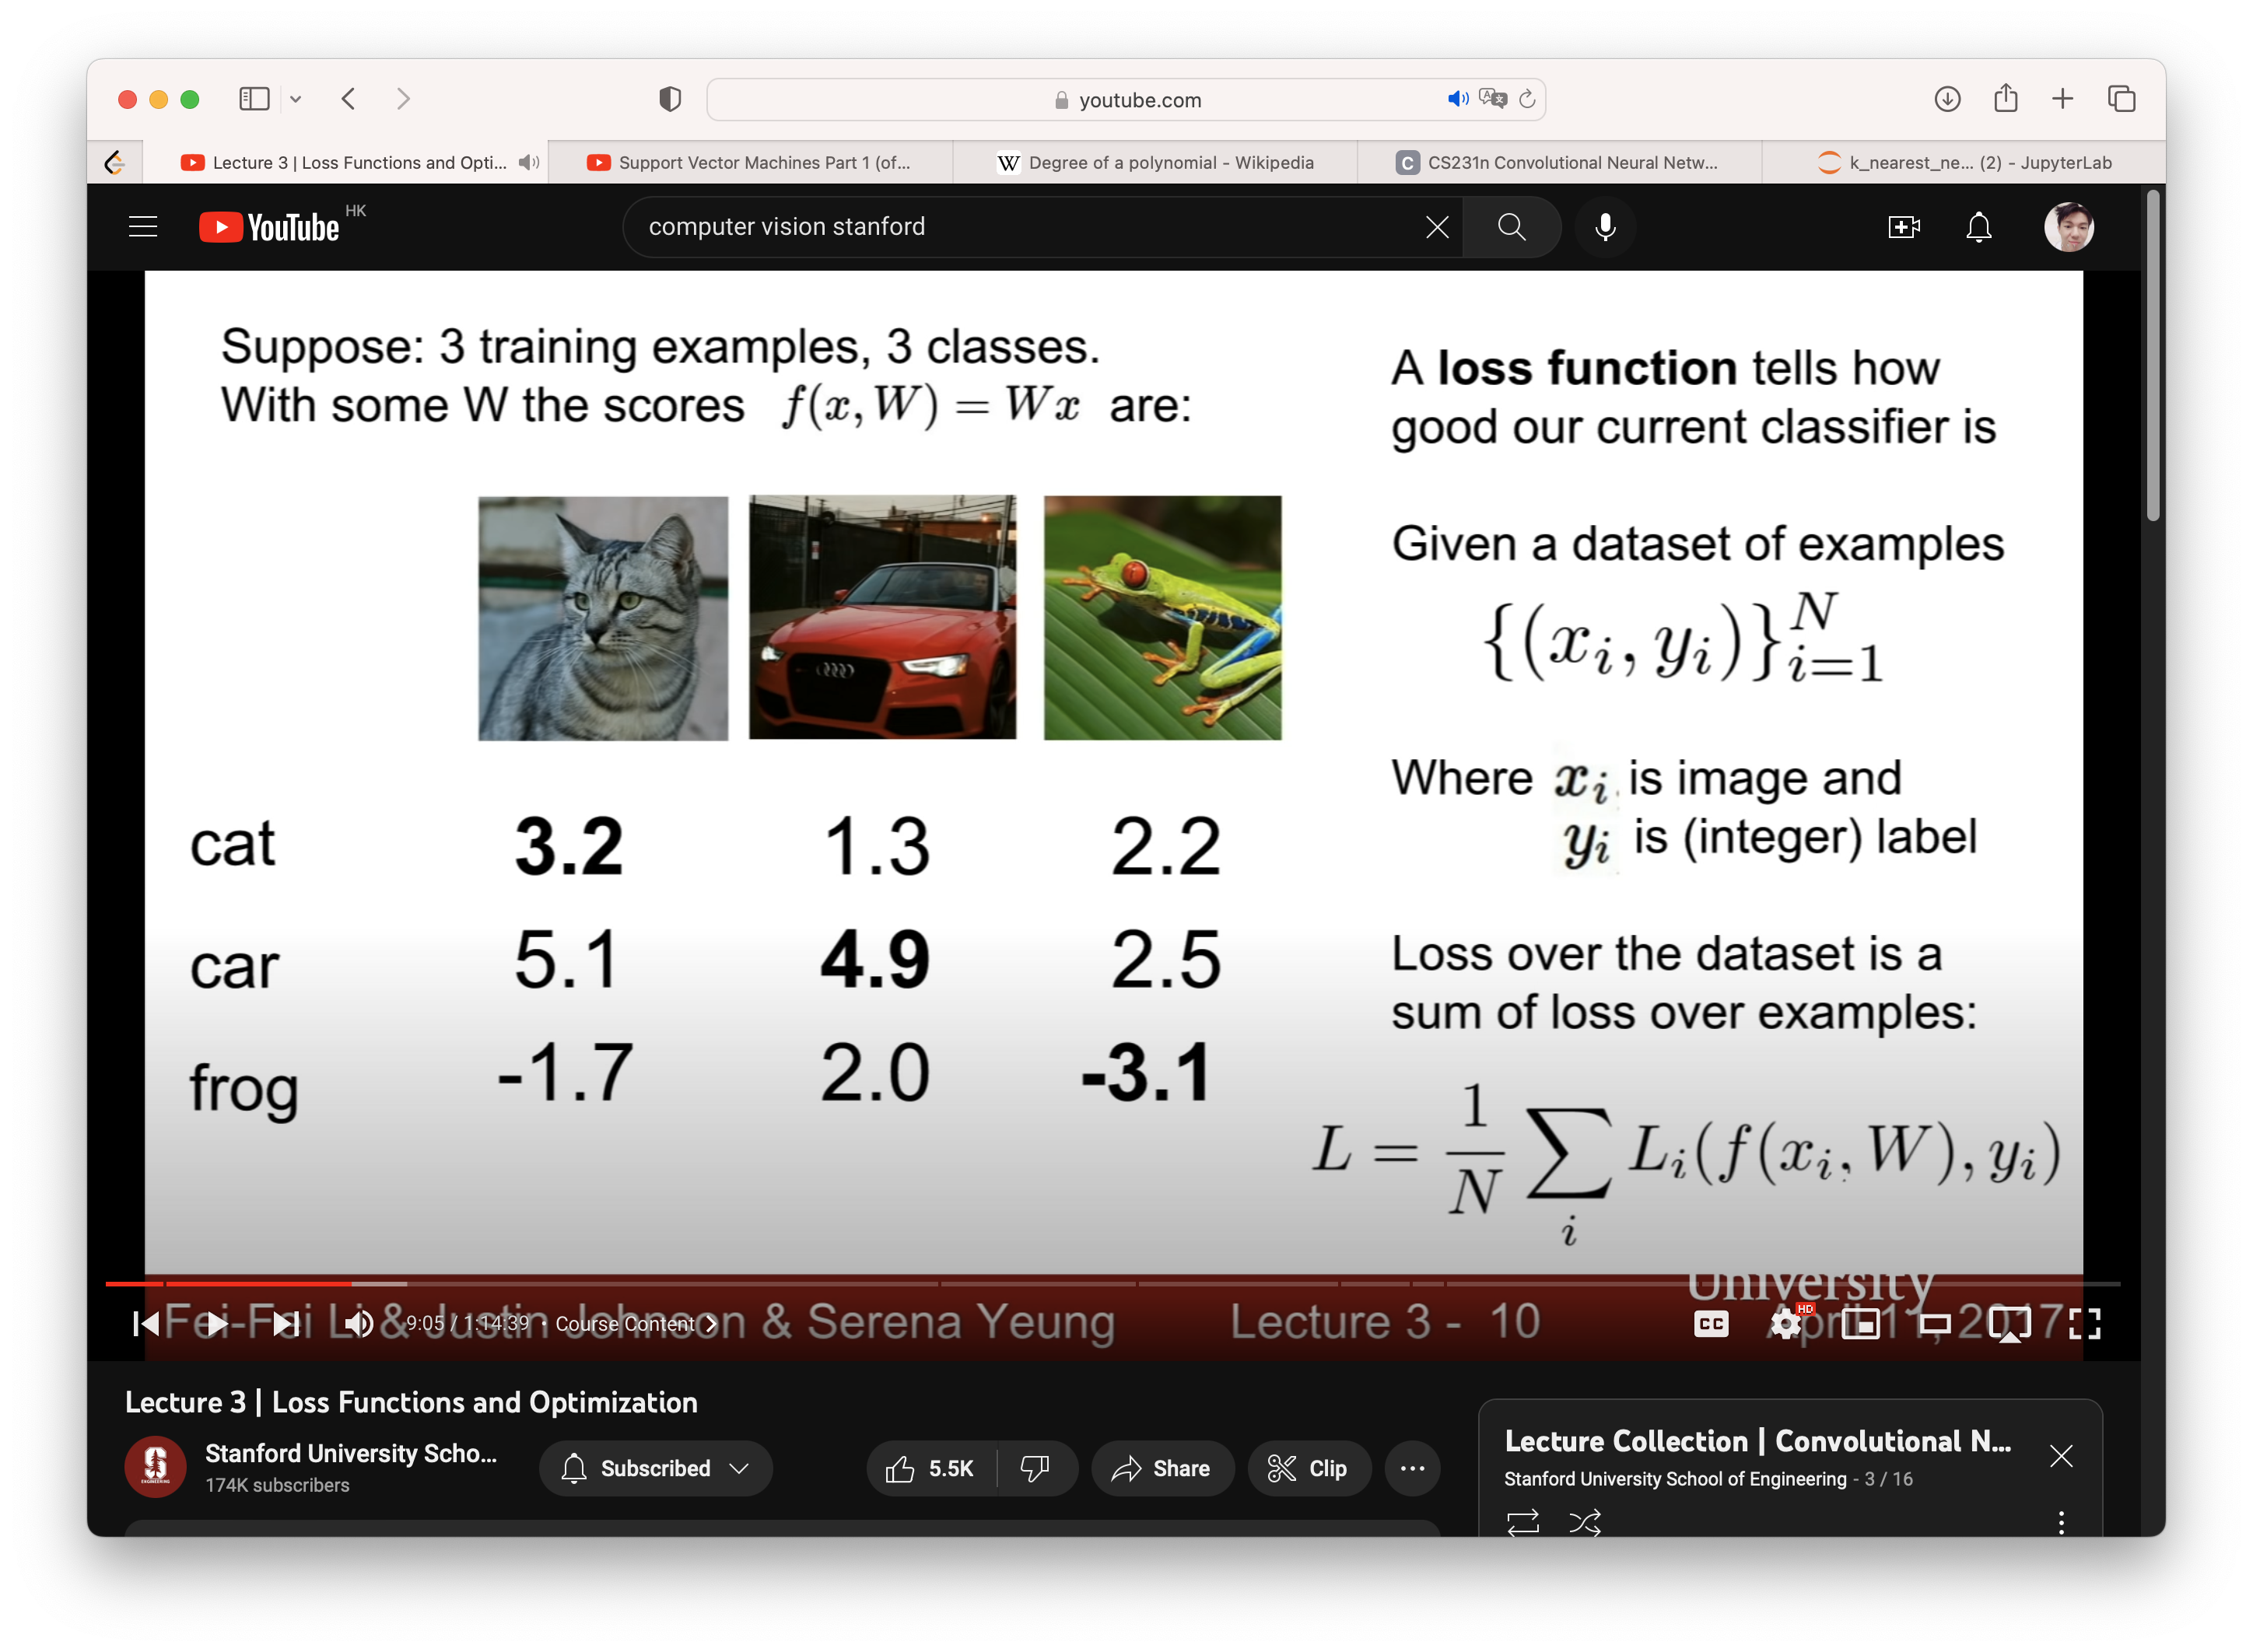 youtube.com
Lecture 3 | Loss Functions and Opti...
Support Vector Machines Part 1 (of...
W Degree of a polynomial - Wikipedia
C CS231n Convolutional Neural Netw...
k_nearest_ne... (2) - JupyterLab
YouTube HK
computer vision stanford
Suppose: 3 training examples, 3 classes.
With some W the scores f(x, W) = Wx are:
cat 3.2 1.3 2.2
car 5.1 4.9 2.5
frog -1.7 2.0 -3.1
A loss function tells how
good our current classifier is
Given a dataset of examples
{(x_i, y_i)}_{i=1}^N
Where x_i is image and
y_i is (integer) label
Loss over the dataset is a
sum of loss over examples:
L = \frac{1}{N} \sum_i L_i(f(x_i, W), y_i)
University
Fei-Fei Li & Justin Johnson & Serena Yeung Lecture 3 - 10 April 11, 2017
9:05 / 1:14:39 • Course Content
CC HD
Lecture 3 | Loss Functions and Optimization
Stanford University Scho...
174K subscribers
Subscribed
5.5K
Share
Clip
Lecture Collection | Convolutional N...
Stanford University School of Engineering - 3 / 16
S
ENGINEERING